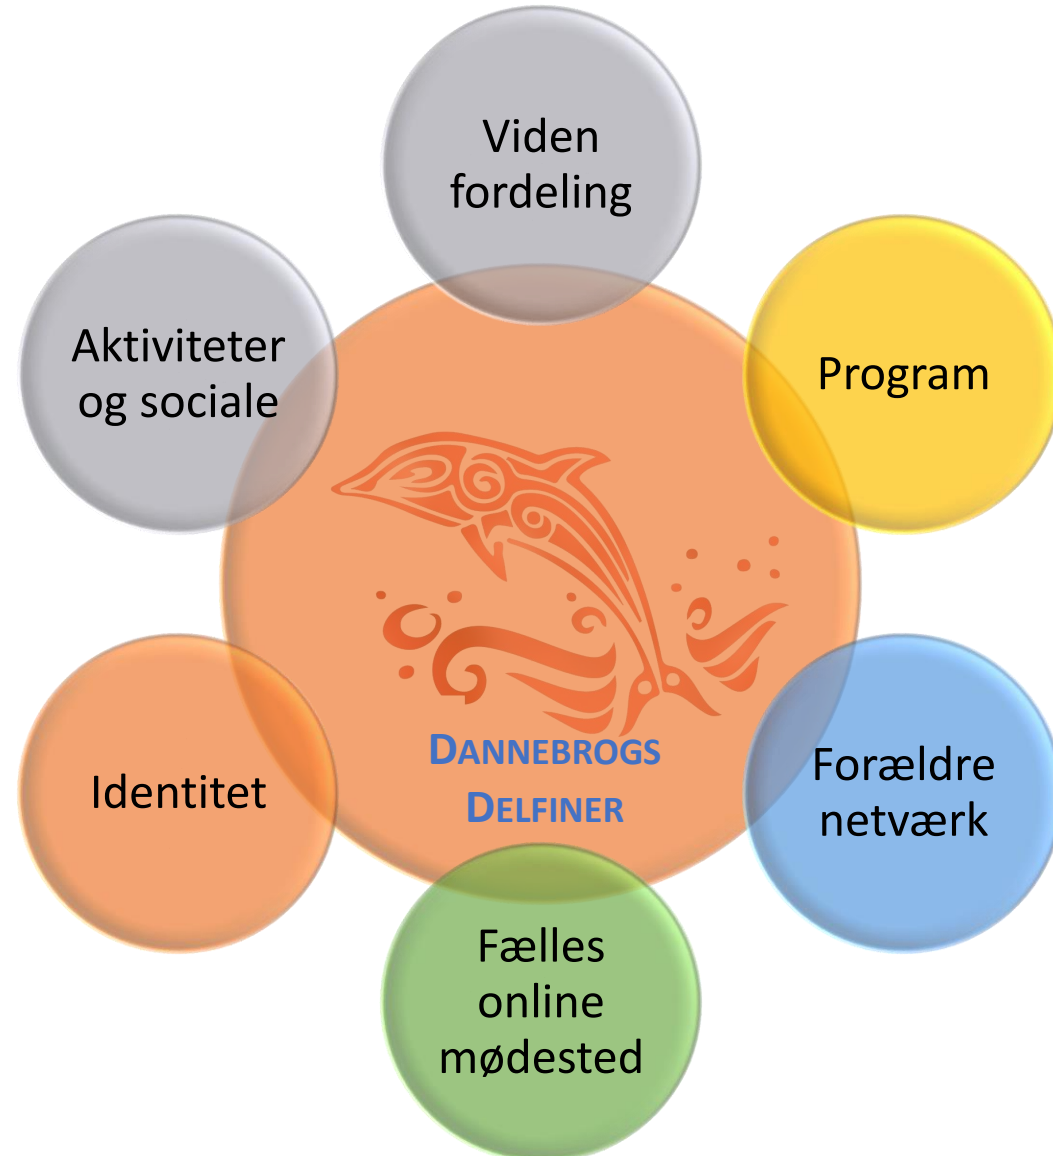 Viden
fordeling
Program
Forældre
netværk
Fælles
online
mødested
Identitet
Aktiviteter
og sociale
DANNEBROGS
DELFINER